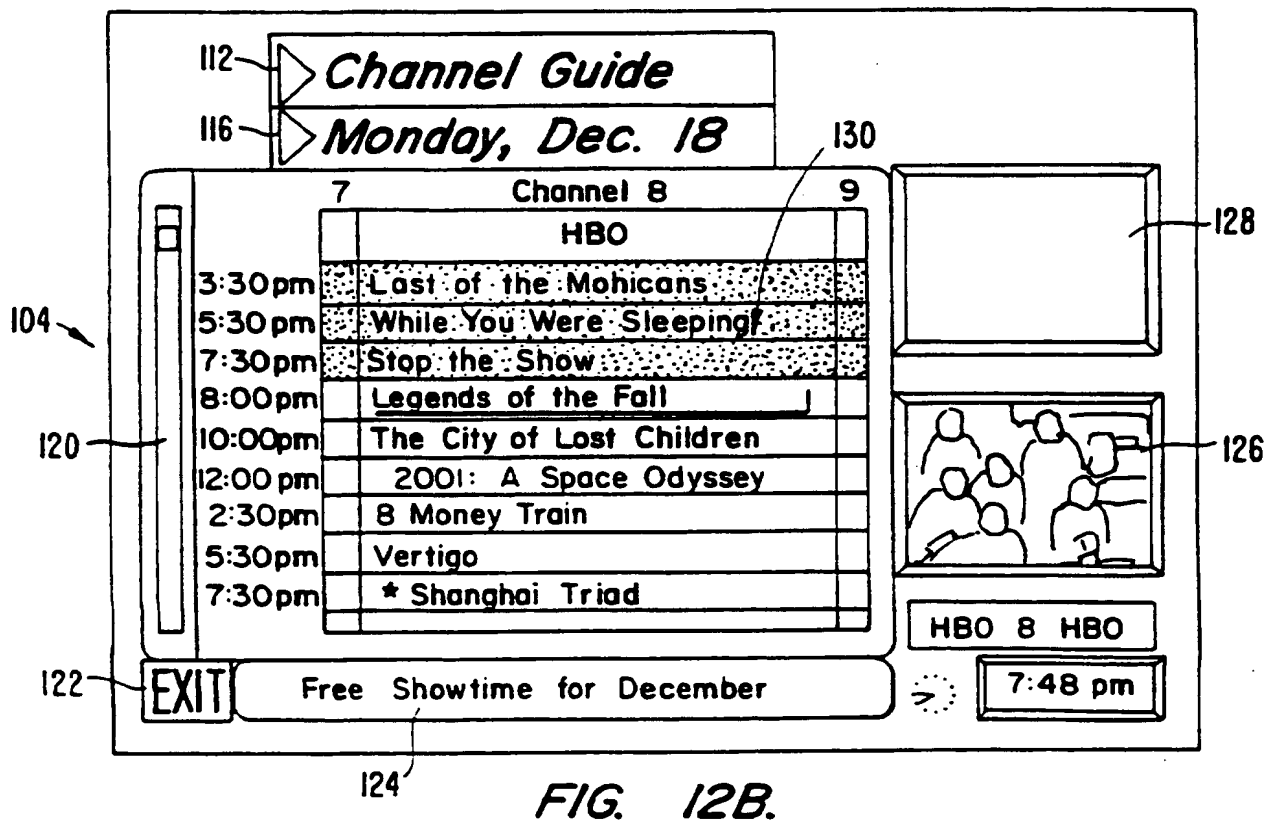 112 Channel Guide
116 Monday, Dec. 18
130
7 Channel 8 9
HBO
128
3:30pm Last of the Mohicans
104
5:30pm While You Were Sleeping
7:30pm Stop the Show
8:00pm Legends of the Fall
120
10:00pm The City of Lost Children
126
12:00 pm 2001: A Space Odyssey
2:30pm 8 Money Train
5:30pm Vertigo
7:30pm * Shanghai Triad
HBO 8 HBO
122 EXIT Free Showtime for December 7:48 pm
124
FIG. 12B.